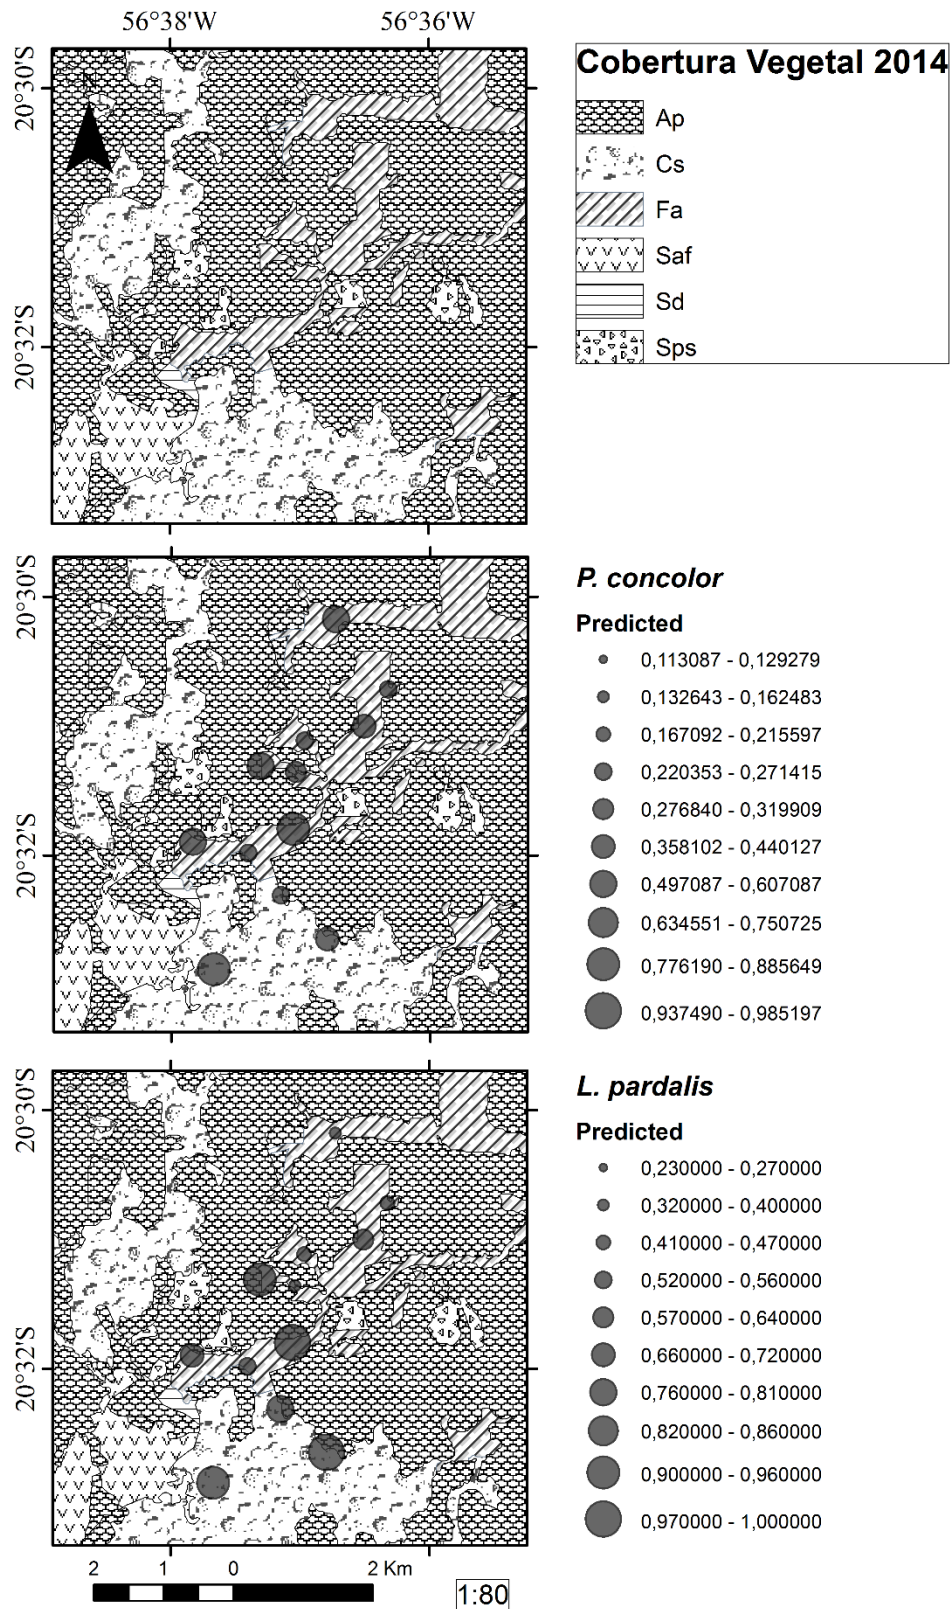 56°38'W 56°36'W
20°30'S
20°32'S
N
Cobertura Vegetal 2014
Ap
Cs
Fa
Saf
Sd
Sps
20°30'S
20°32'S
P. concolor
Predicted
0,113087 - 0,129279
0,132643 - 0,162483
0,167092 - 0,215597
0,220353 - 0,271415
0,276840 - 0,319909
0,358102 - 0,440127
0,497087 - 0,607087
0,634551 - 0,750725
0,776190 - 0,885649
0,937490 - 0,985197
20°30'S
20°32'S
L. pardalis
Predicted
0,230000 - 0,270000
0,320000 - 0,400000
0,410000 - 0,470000
0,520000 - 0,560000
0,570000 - 0,640000
0,660000 - 0,720000
0,760000 - 0,810000
0,820000 - 0,860000
0,900000 - 0,960000
0,970000 - 1,000000
2 1 0 2 Km
1:80